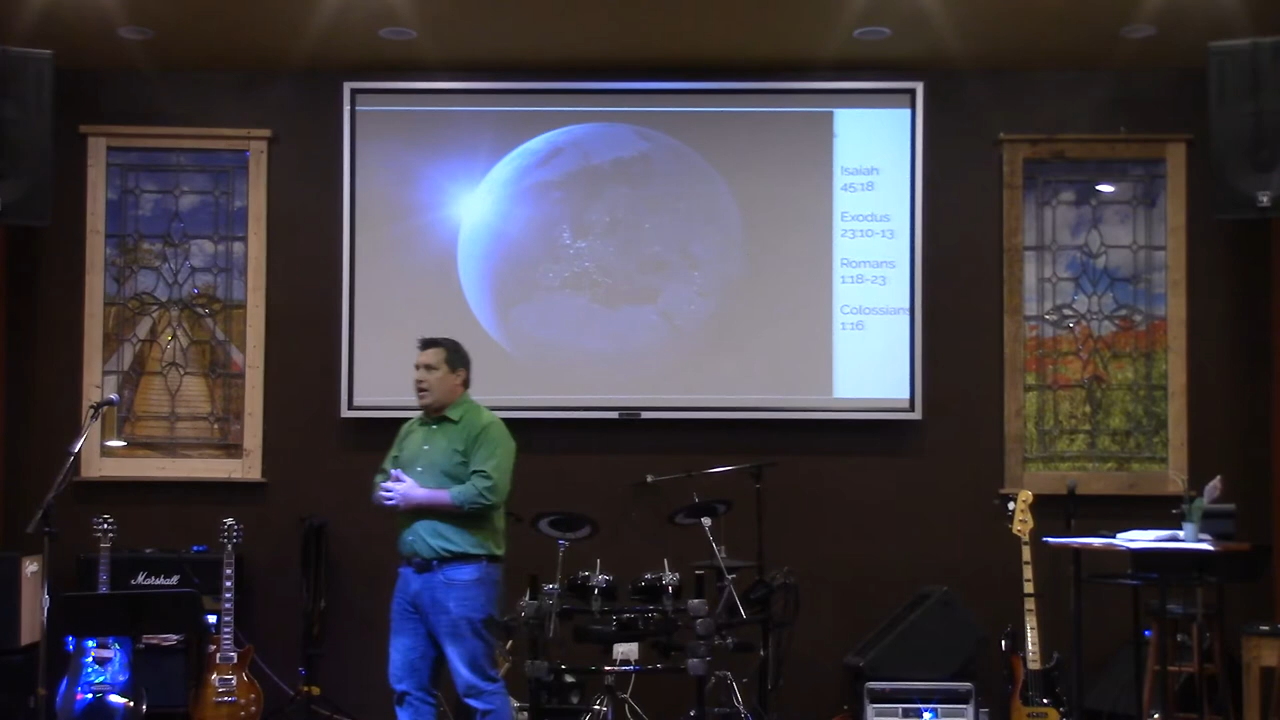 Isaiah
45:18
Exodus
23:10-13
Romans
1:18-23
Colossians
1:16
Marshall